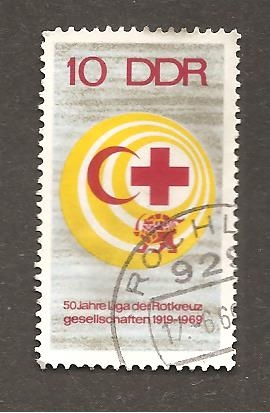 10 DDR
50 Jahre Liga der Rotkreuz
gesellschaften 1919-1969